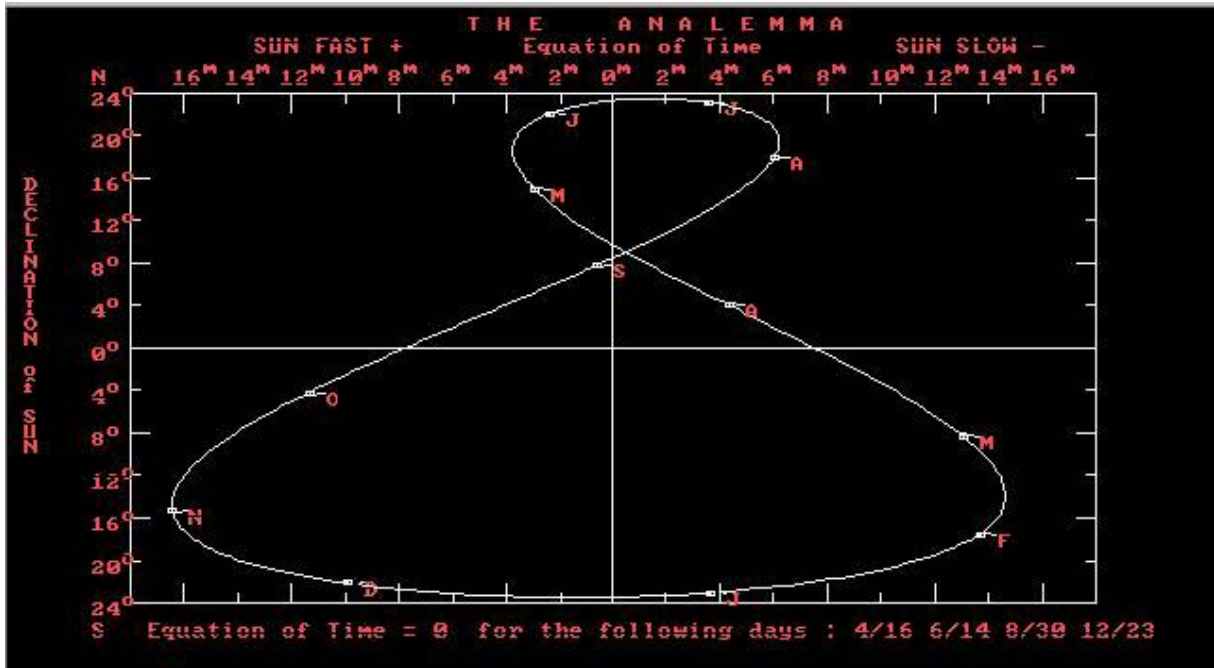 THE ANALEMMA
SUN FAST + Equation of Time SUN SLOW -
N 16M 14M 12M 10M 8M 6M 4M 2M 0M 2M 4M 6M 8M 10M 12M 14M 16M
24°
J J
20°
A
16° M
12°
8° S
4° A
0°
4° O
8° M
12°
16° N
F
20°
D J
24°
DECLINATION of SUN
S Equation of Time = 0 for the following days : 4/16 6/14 8/30 12/23